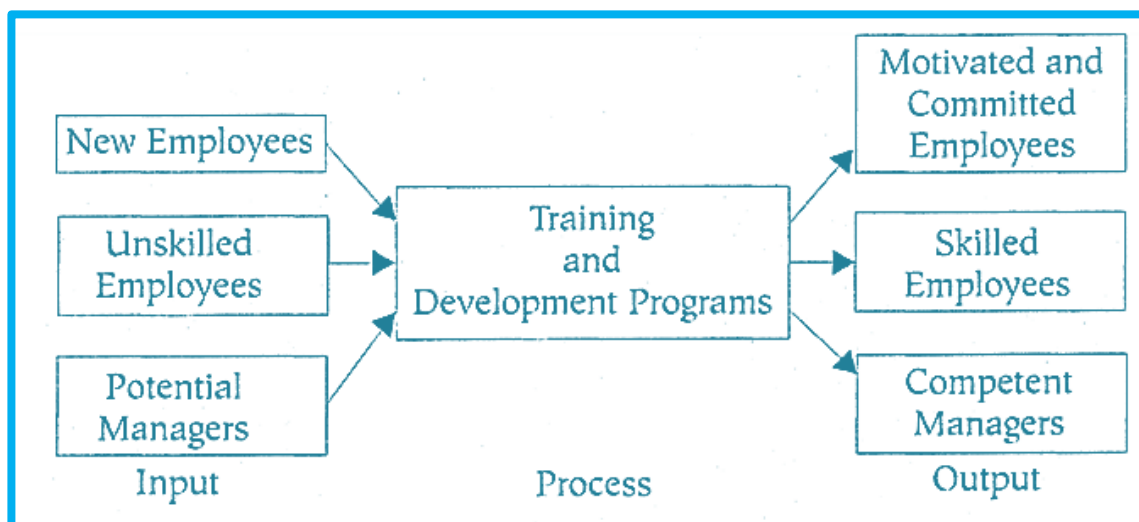 New Employees
Unskilled
Employees
Potential
Managers
Input
Training
and
Development Programs
Process
Motivated and
Committed
Employees
Skilled
Employees
Competent
Managers
Output